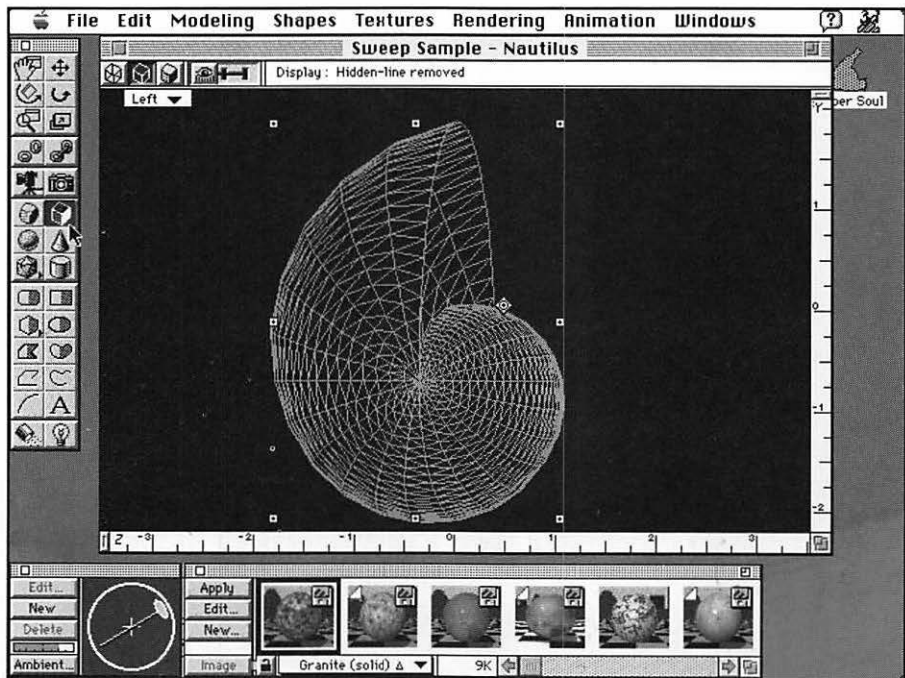 File Edit Modeling Shapes Textures Rendering Animation Windows
Sweep Sample - Nautilus
Display : Hidden-line removed
Left
per Soul
Y
1
0
-1
-2
Z -3 -2 -1 0 1 2 3
A
Edit...
New
Delete
Ambient...
Apply
Edit...
New...
Image
Granite (solid) ∆ 9K